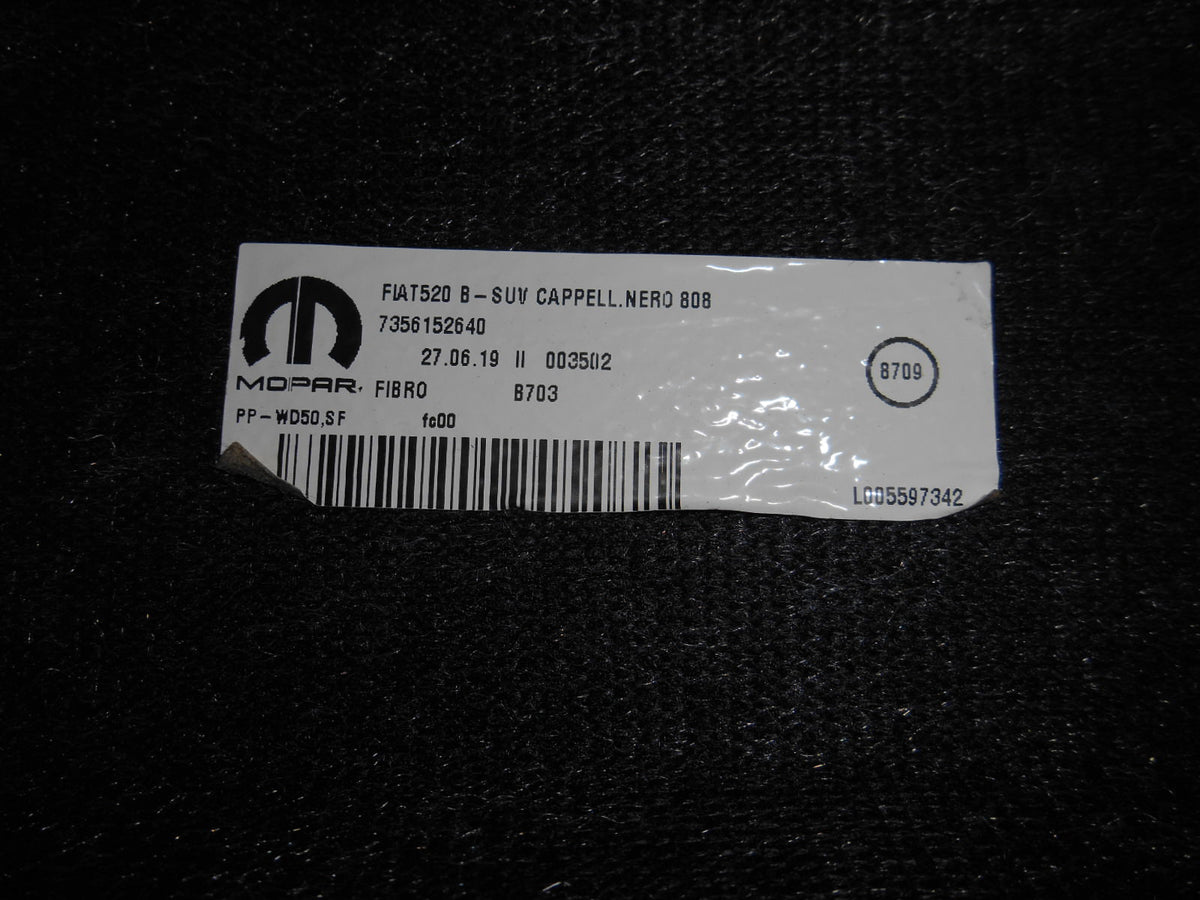 FIAT520 B-SUV CAPPELL.NERO 808
7356152640
27.06.19 II 003502
MOPAR. FIBRO B703
8709
PP-WD50,SF fc00
L005597342